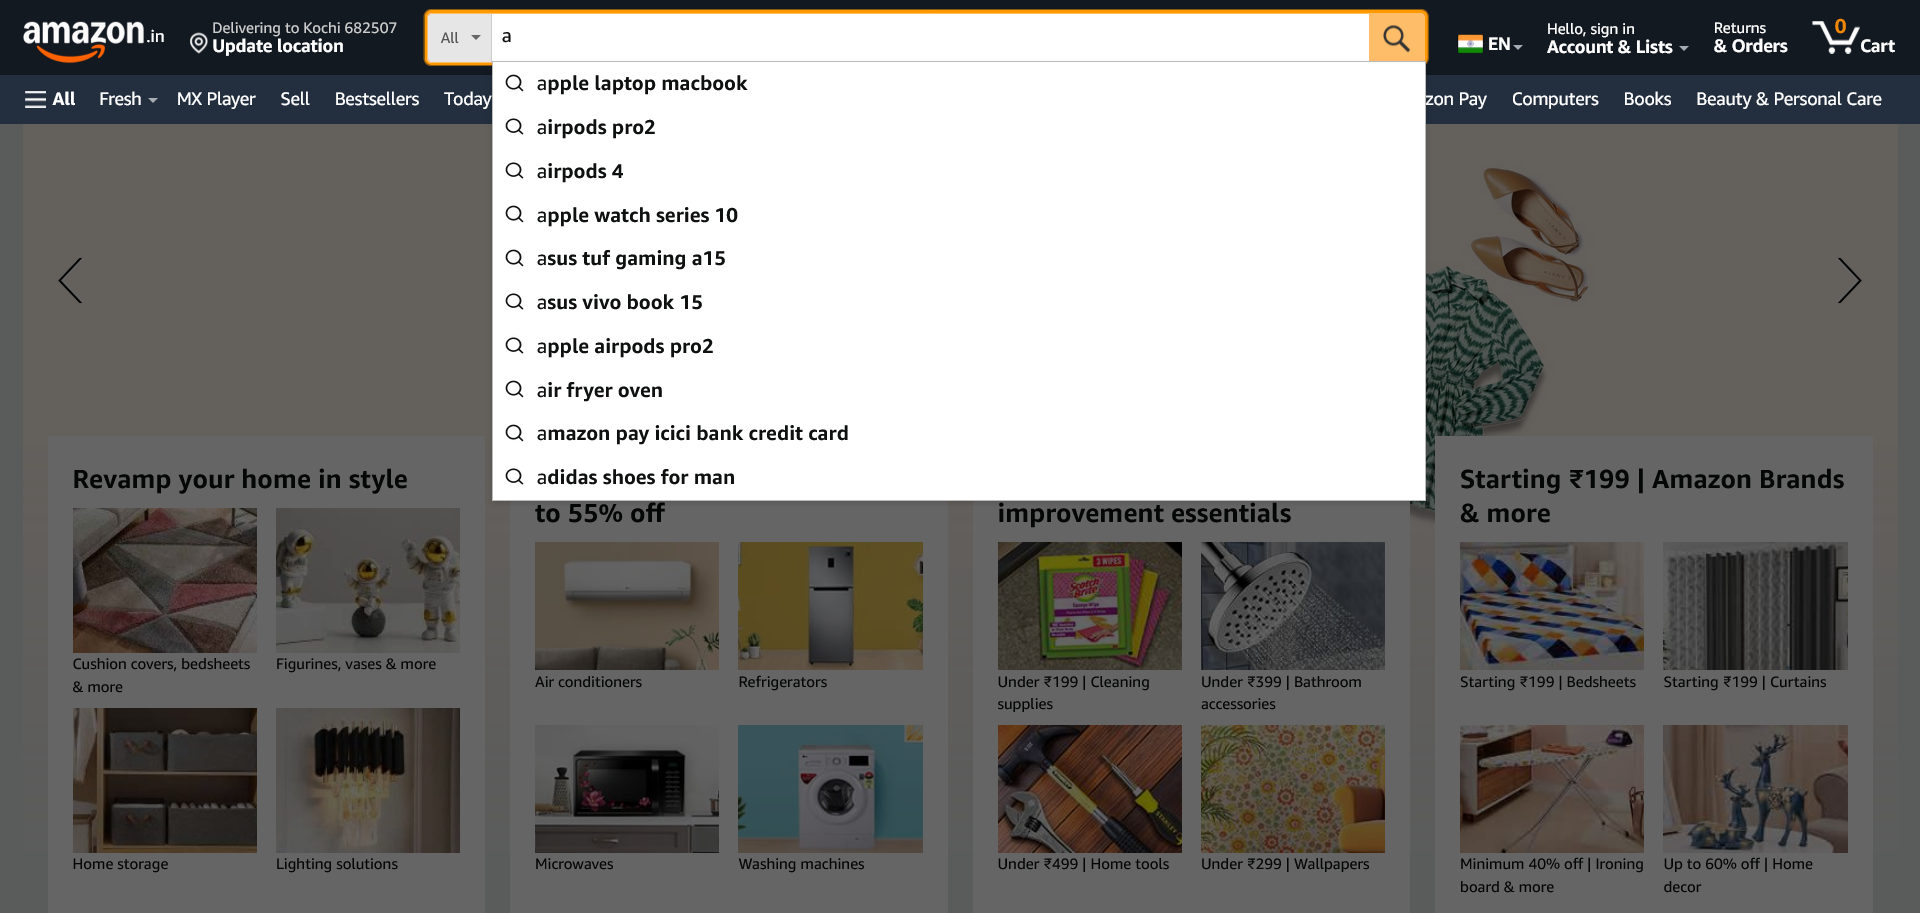 amazon.in
Delivering to Kochi 682507
Update location
All
a
EN
Hello, sign in
Account & Lists
Returns
& Orders
0
Cart
All
Fresh
MX Player
Sell
Bestsellers
Today
zon Pay
Computers
Books
Beauty & Personal Care
apple laptop macbook
airpods pro2
airpods 4
apple watch series 10
asus tuf gaming a15
asus vivo book 15
apple airpods pro2
air fryer oven
amazon pay icici bank credit card
adidas shoes for man
Revamp your home in style
Cushion covers, bedsheets
& more
Figurines, vases & more
Home storage
Lighting solutions
to 55% off
Air conditioners
Refrigerators
Microwaves
Washing machines
improvement essentials
3 WIPES
Scotch
Brite
Under ₹199 | Cleaning
supplies
Under ₹399 | Bathroom
accessories
STANLEY
Under ₹499 | Home tools
Under ₹299 | Wallpapers
Starting ₹199 | Amazon Brands
& more
Starting ₹199 | Bedsheets
Starting ₹199 | Curtains
Minimum 40% off | Ironing
board & more
Up to 60% off | Home
decor